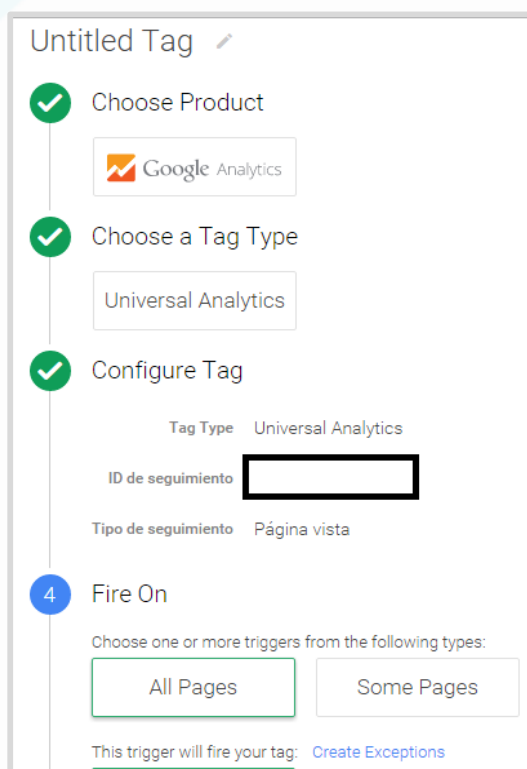 Untitled Tag
Choose Product
Google Analytics
Choose a Tag Type
Universal Analytics
Configure Tag
Tag Type Universal Analytics
ID de seguimiento
Tipo de seguimiento Página vista
4 Fire On
Choose one or more triggers from the following types:
All Pages Some Pages
This trigger will fire your tag: Create Exceptions